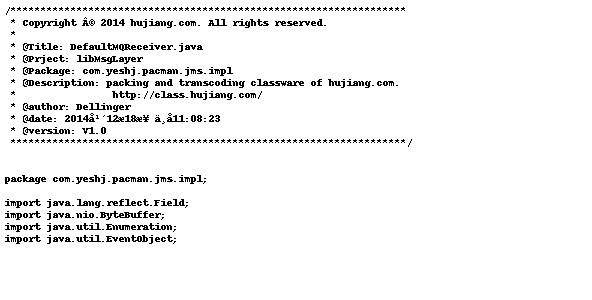 /******************************************************************
 * Copyright Â© 2014 hujiang.com. All rights reserved.
 *
 * @Title: DefaultMQReceiver.java
 * @Prject: libMsgLayer
 * @Package: com.yeshj.pacman.jms.impl
 * @Description: packing and transcoding classware of hujiang.com.
 *                http://class.hujiang.com/
 * @author: Dellinger
 * @date: 2014å¹´12æ18æ¥ ä¸å11:08:23
 * @version: V1.0
 ******************************************************************/
package com.yeshj.pacman.jms.impl;
import java.lang.reflect.Field;
import java.nio.ByteBuffer;
import java.util.Enumeration;
import java.util.EventObject;